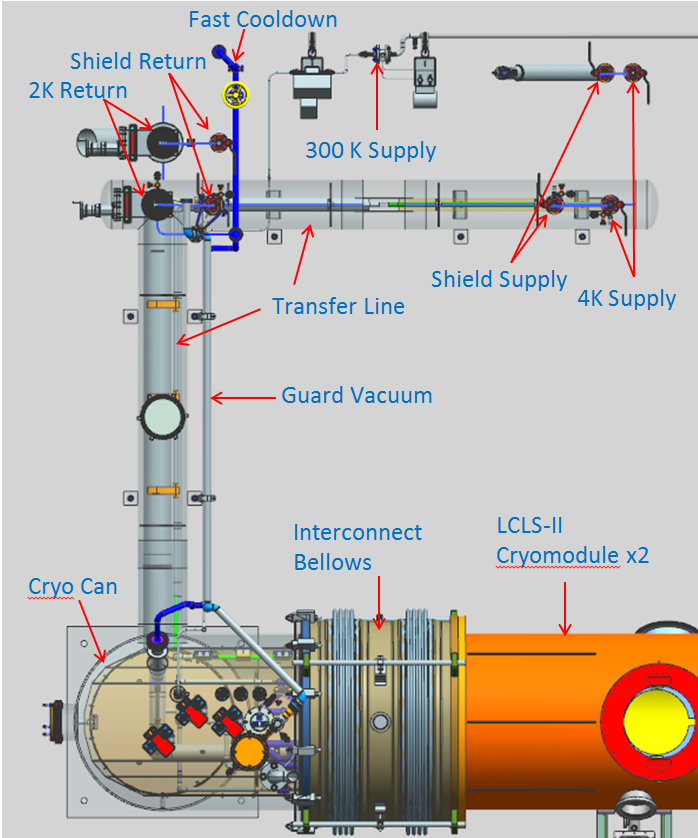 Fast Cooldown
Shield Return
2K Return
300 K Supply
Shield Supply
4K Supply
Transfer Line
Guard Vacuum
Interconnect
Bellows
LCLS-II
Cryomodule x2
Cryo Can